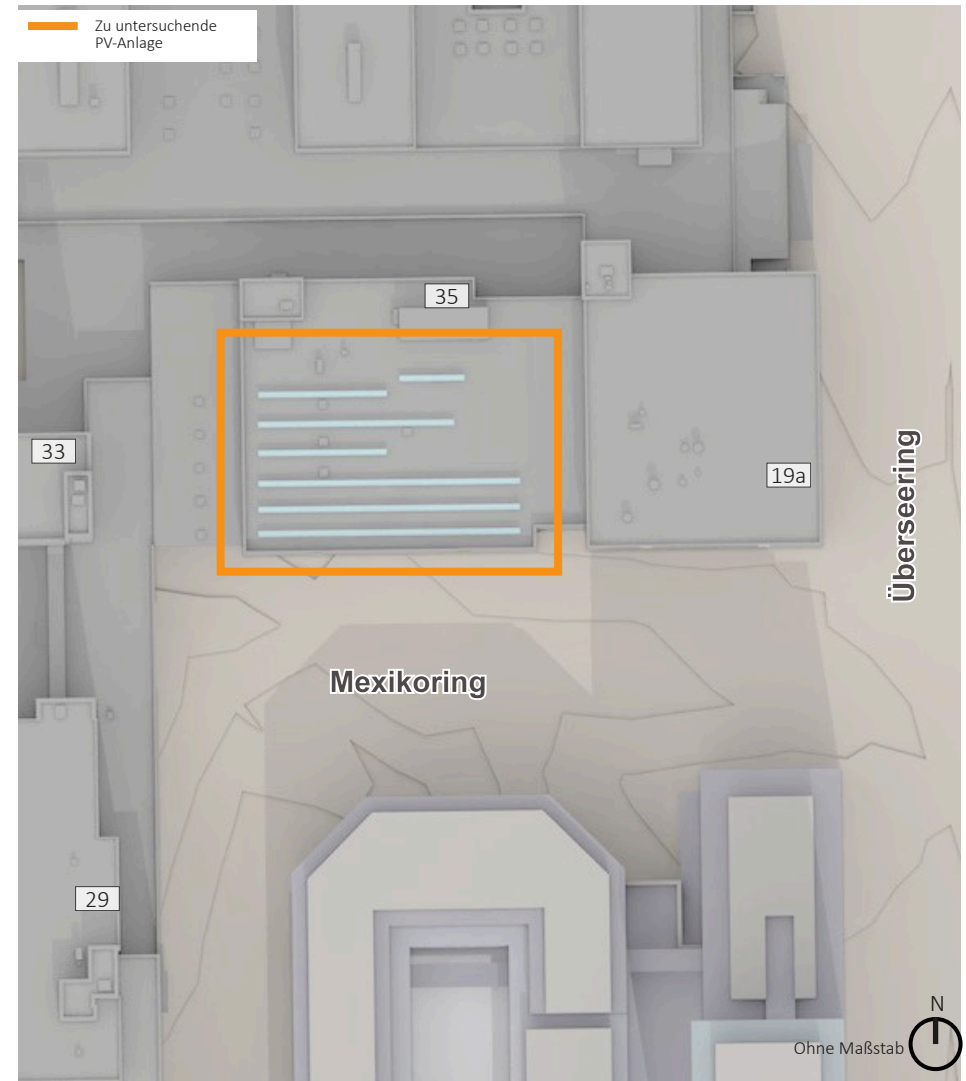 Zu untersuchende
PV-Anlage
35
33
19a
Überseering
Mexikoring
29
N
Ohne Maßstab